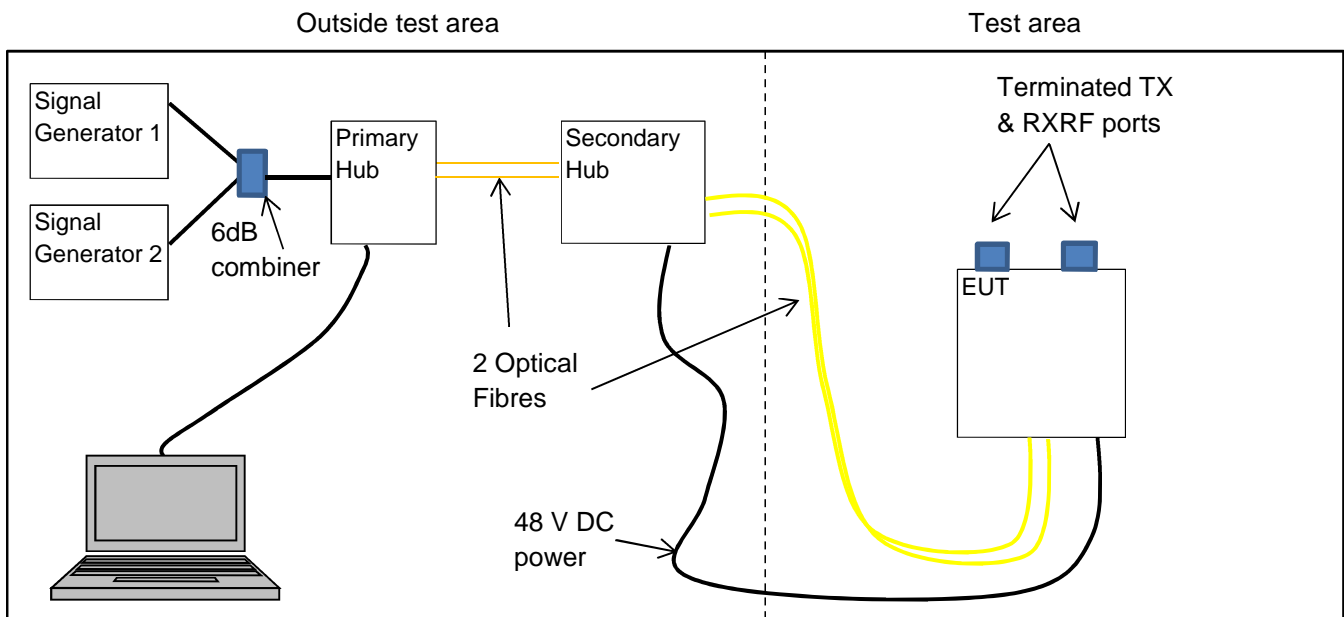 Outside test area
Test area
Signal
Generator 1
Signal
Generator 2
6dB
combiner
Primary
Hub
Secondary
Hub
Terminated TX
& RXRF ports
EUT
2 Optical
Fibres
48 V DC
power